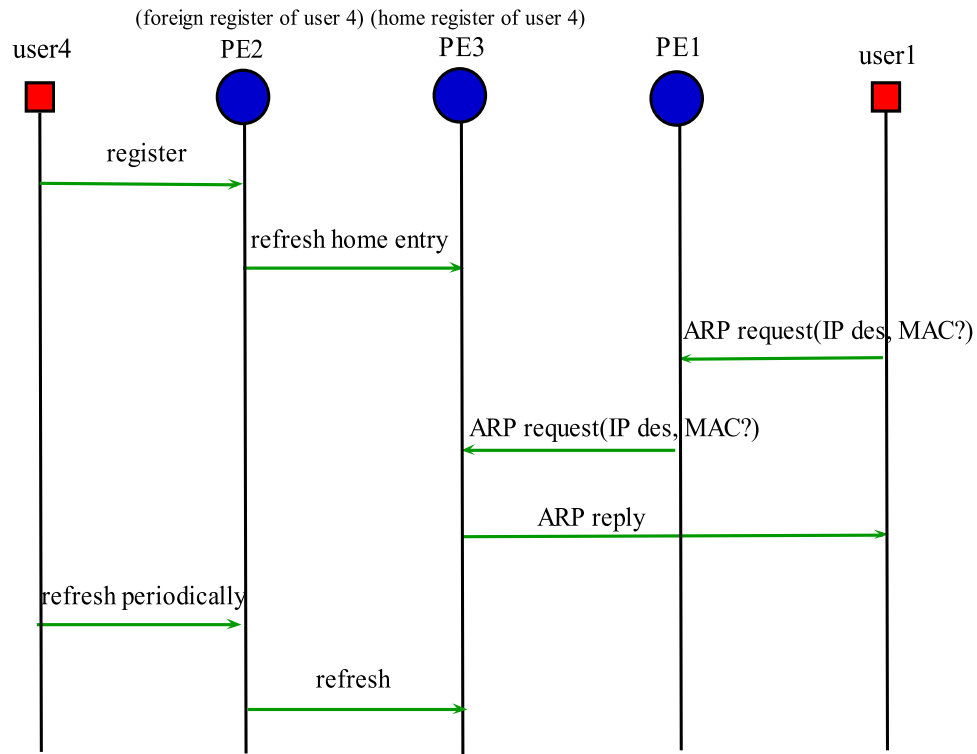 (foreign register of user 4) (home register of user 4)
user4
PE2
PE3
PE1
user1
register
refresh home entry
ARP request(IP des, MAC?)
ARP request(IP des, MAC?)
ARP reply
refresh periodically
refresh